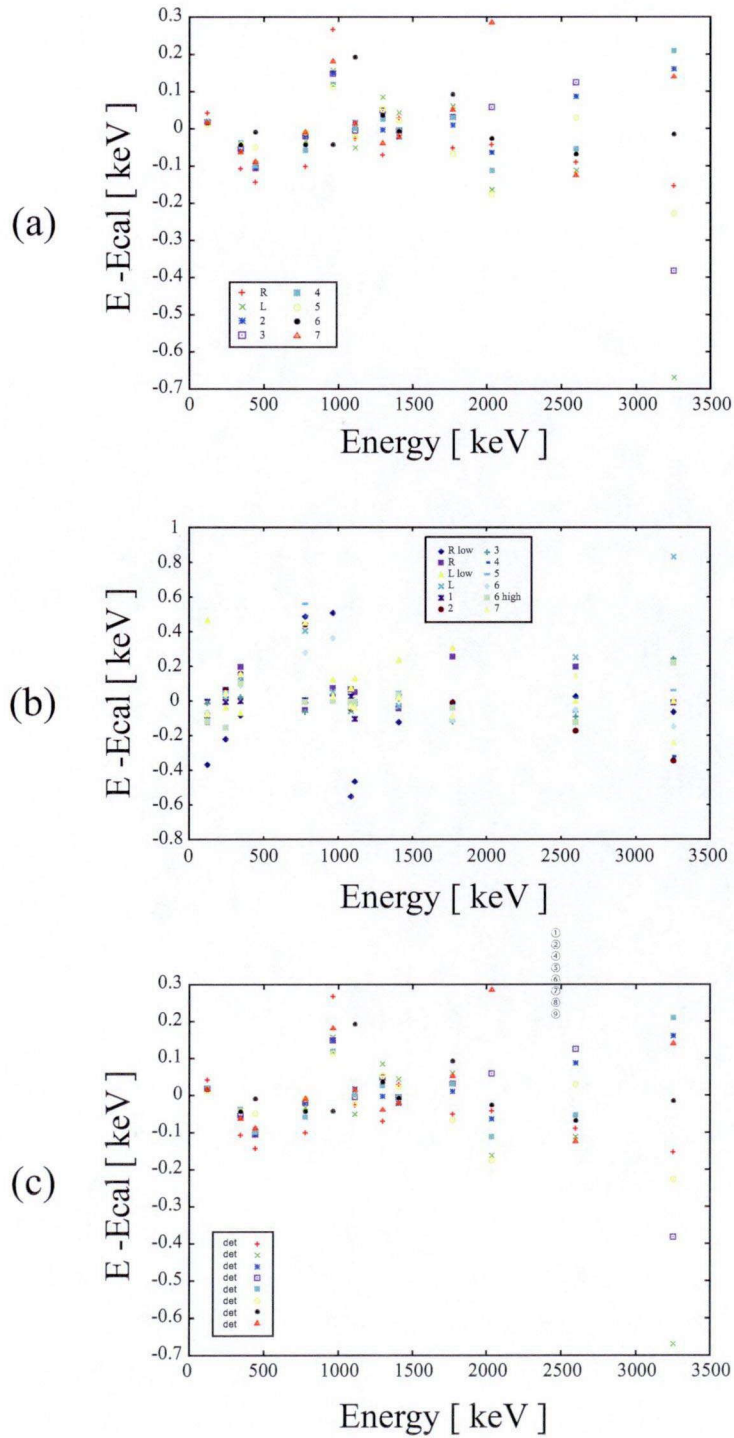 (a)
E -Ecal [ keV ]
0.3
0.2
0.1
0
-0.1
-0.2
-0.3
-0.4
-0.5
-0.6
-0.7
R 4
L 5
2 6
3 7
0 500 1000 1500 2000 2500 3000 3500
Energy [ keV ]
(b)
E -Ecal [ keV ]
1
0.8
0.6
0.4
0.2
0
-0.2
-0.4
-0.6
-0.8
R low 3
R 4
L low 5
L 6
1 6 high
2 7
0 500 1000 1500 2000 2500 3000 3500
Energy [ keV ]
①
②
④
⑤
⑥
⑦
⑧
⑨
(c)
E -Ecal [ keV ]
0.3
0.2
0.1
0
-0.1
-0.2
-0.3
-0.4
-0.5
-0.6
-0.7
det
det
det
det
det
det
det
det
0 500 1000 1500 2000 2500 3000 3500
Energy [ keV ]